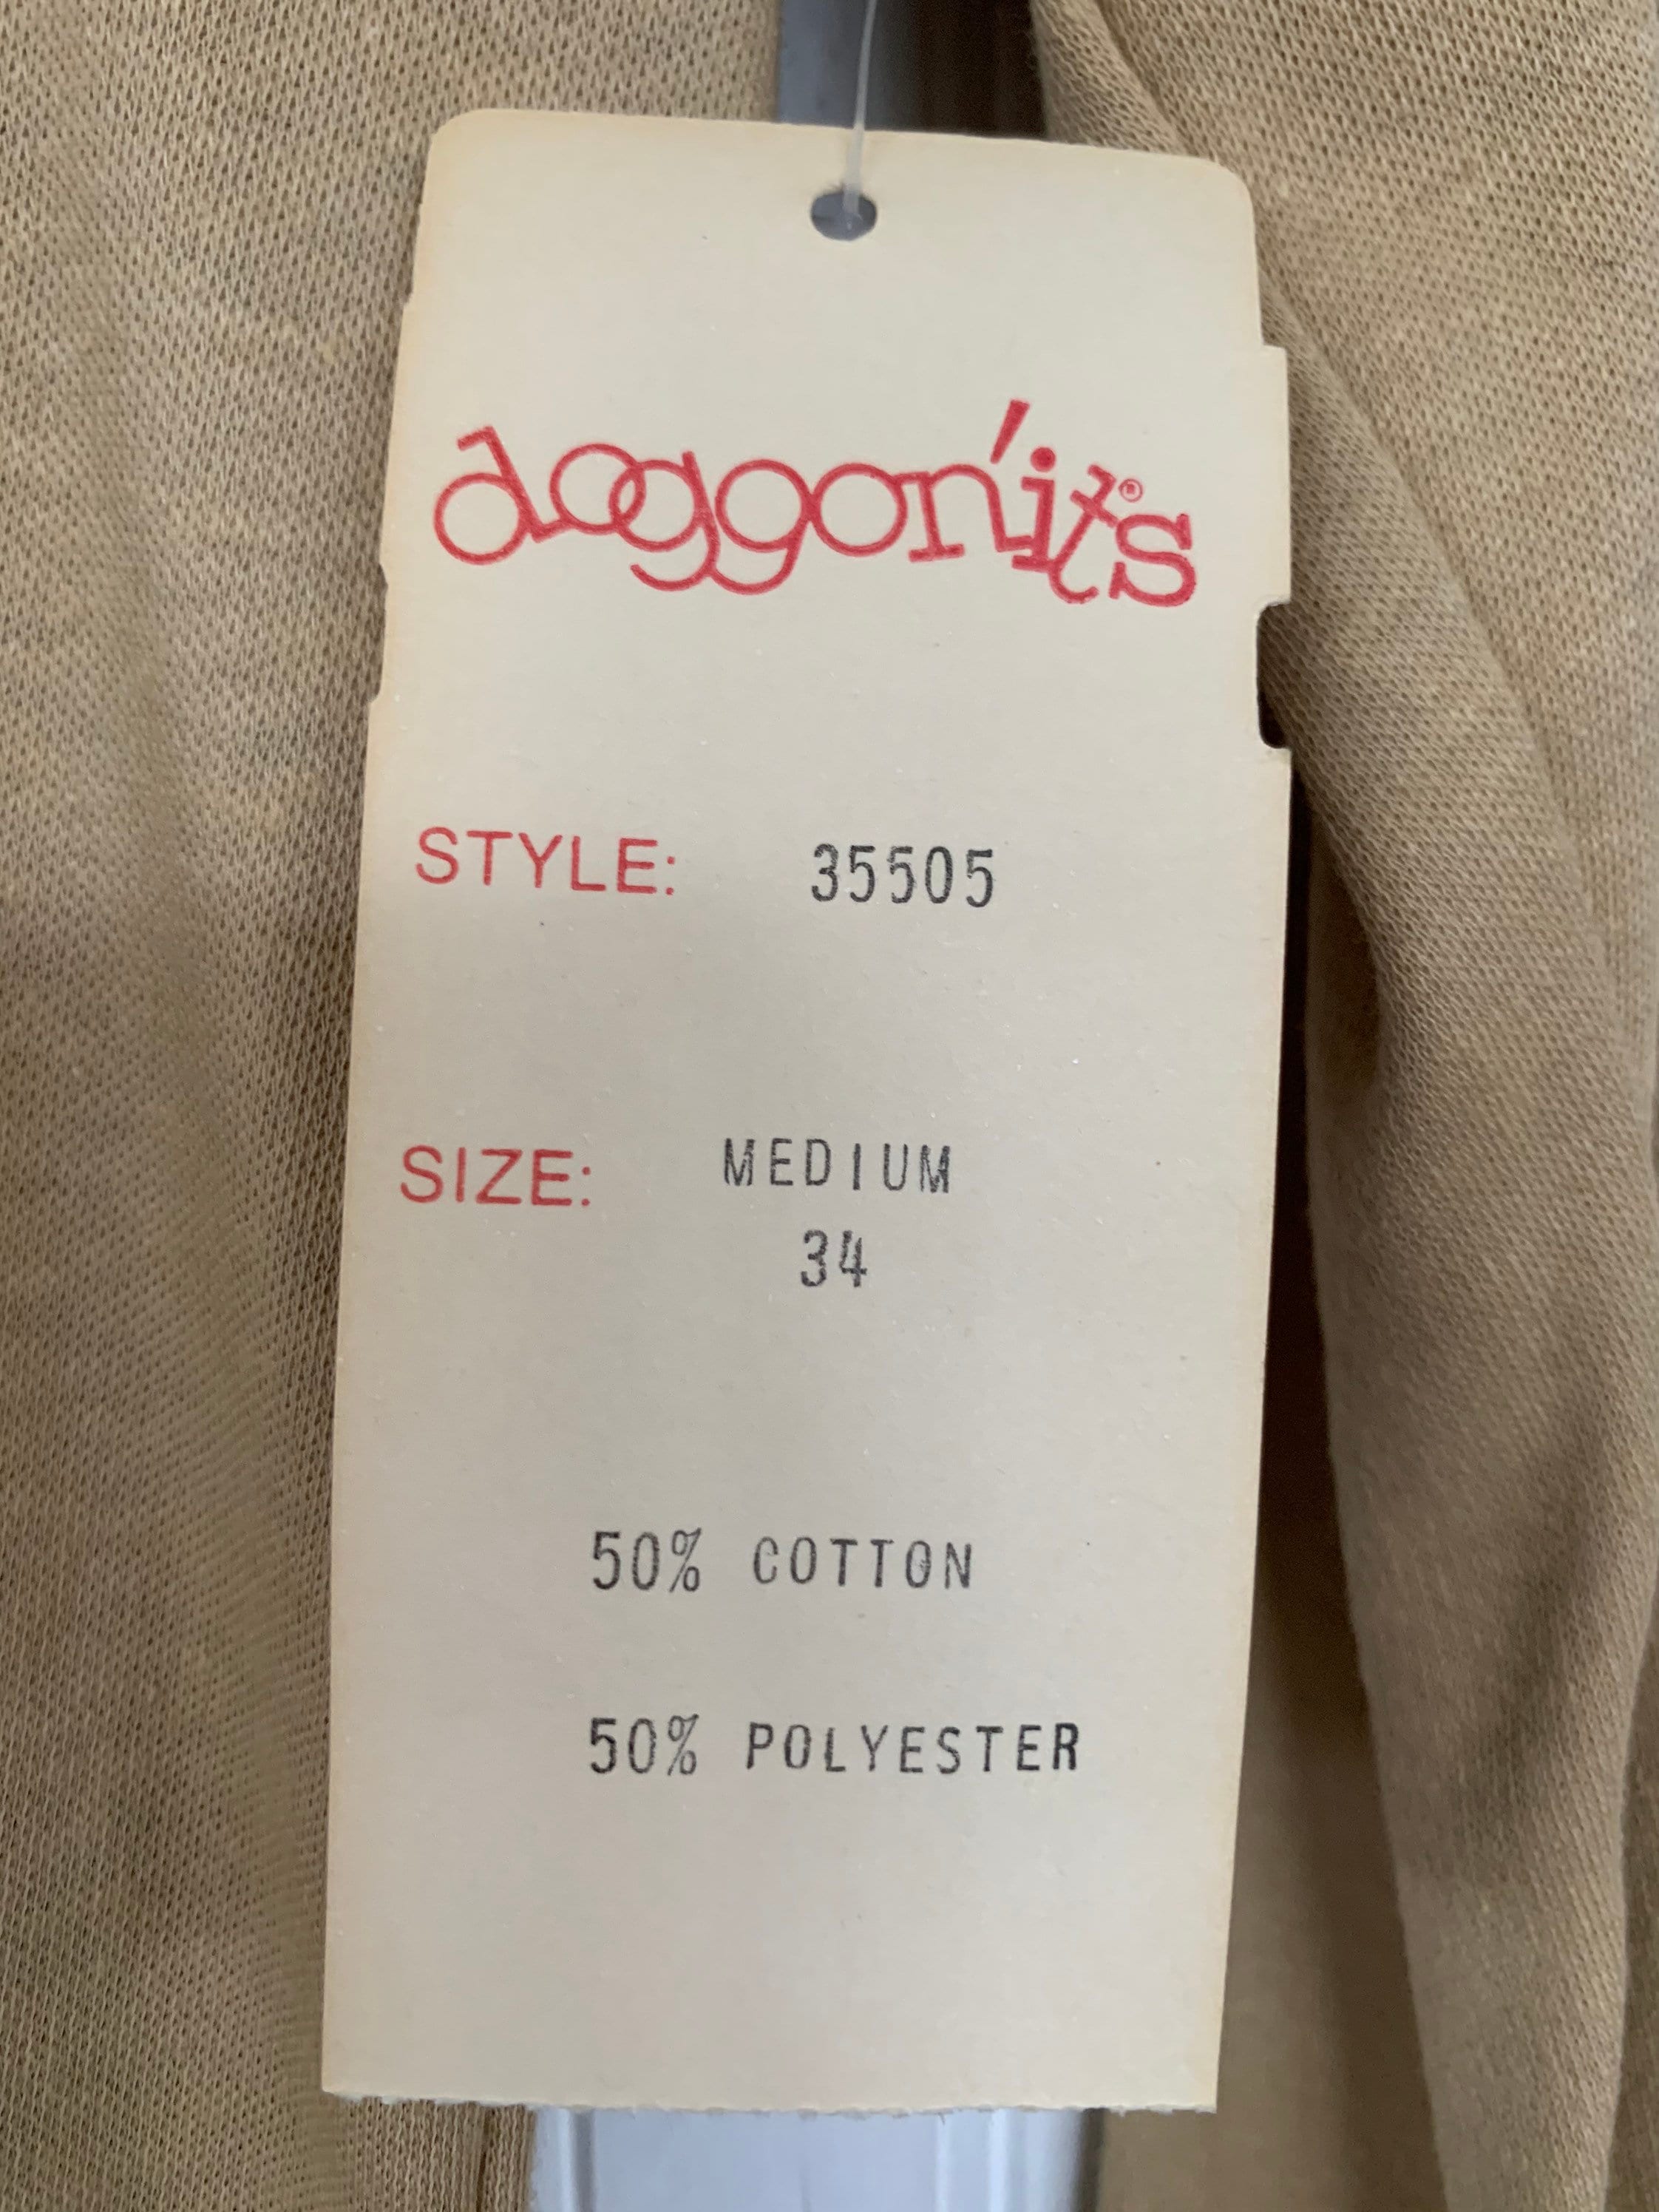 doggon'it's®
STYLE: 35505
SIZE: MEDIUM
34
50% COTTON
50% POLYESTER